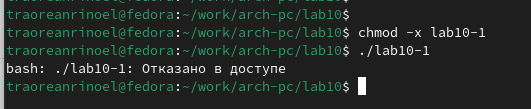 traoreanrinoel@fedora:~/work/arch-pc/lab10$
traoreanrinoel@fedora:~/work/arch-pc/lab10$ chmod -x lab10-1
traoreanrinoel@fedora:~/work/arch-pc/lab10$ ./lab10-1
bash: ./lab10-1: Отказано в доступе
traoreanrinoel@fedora:~/work/arch-pc/lab10$